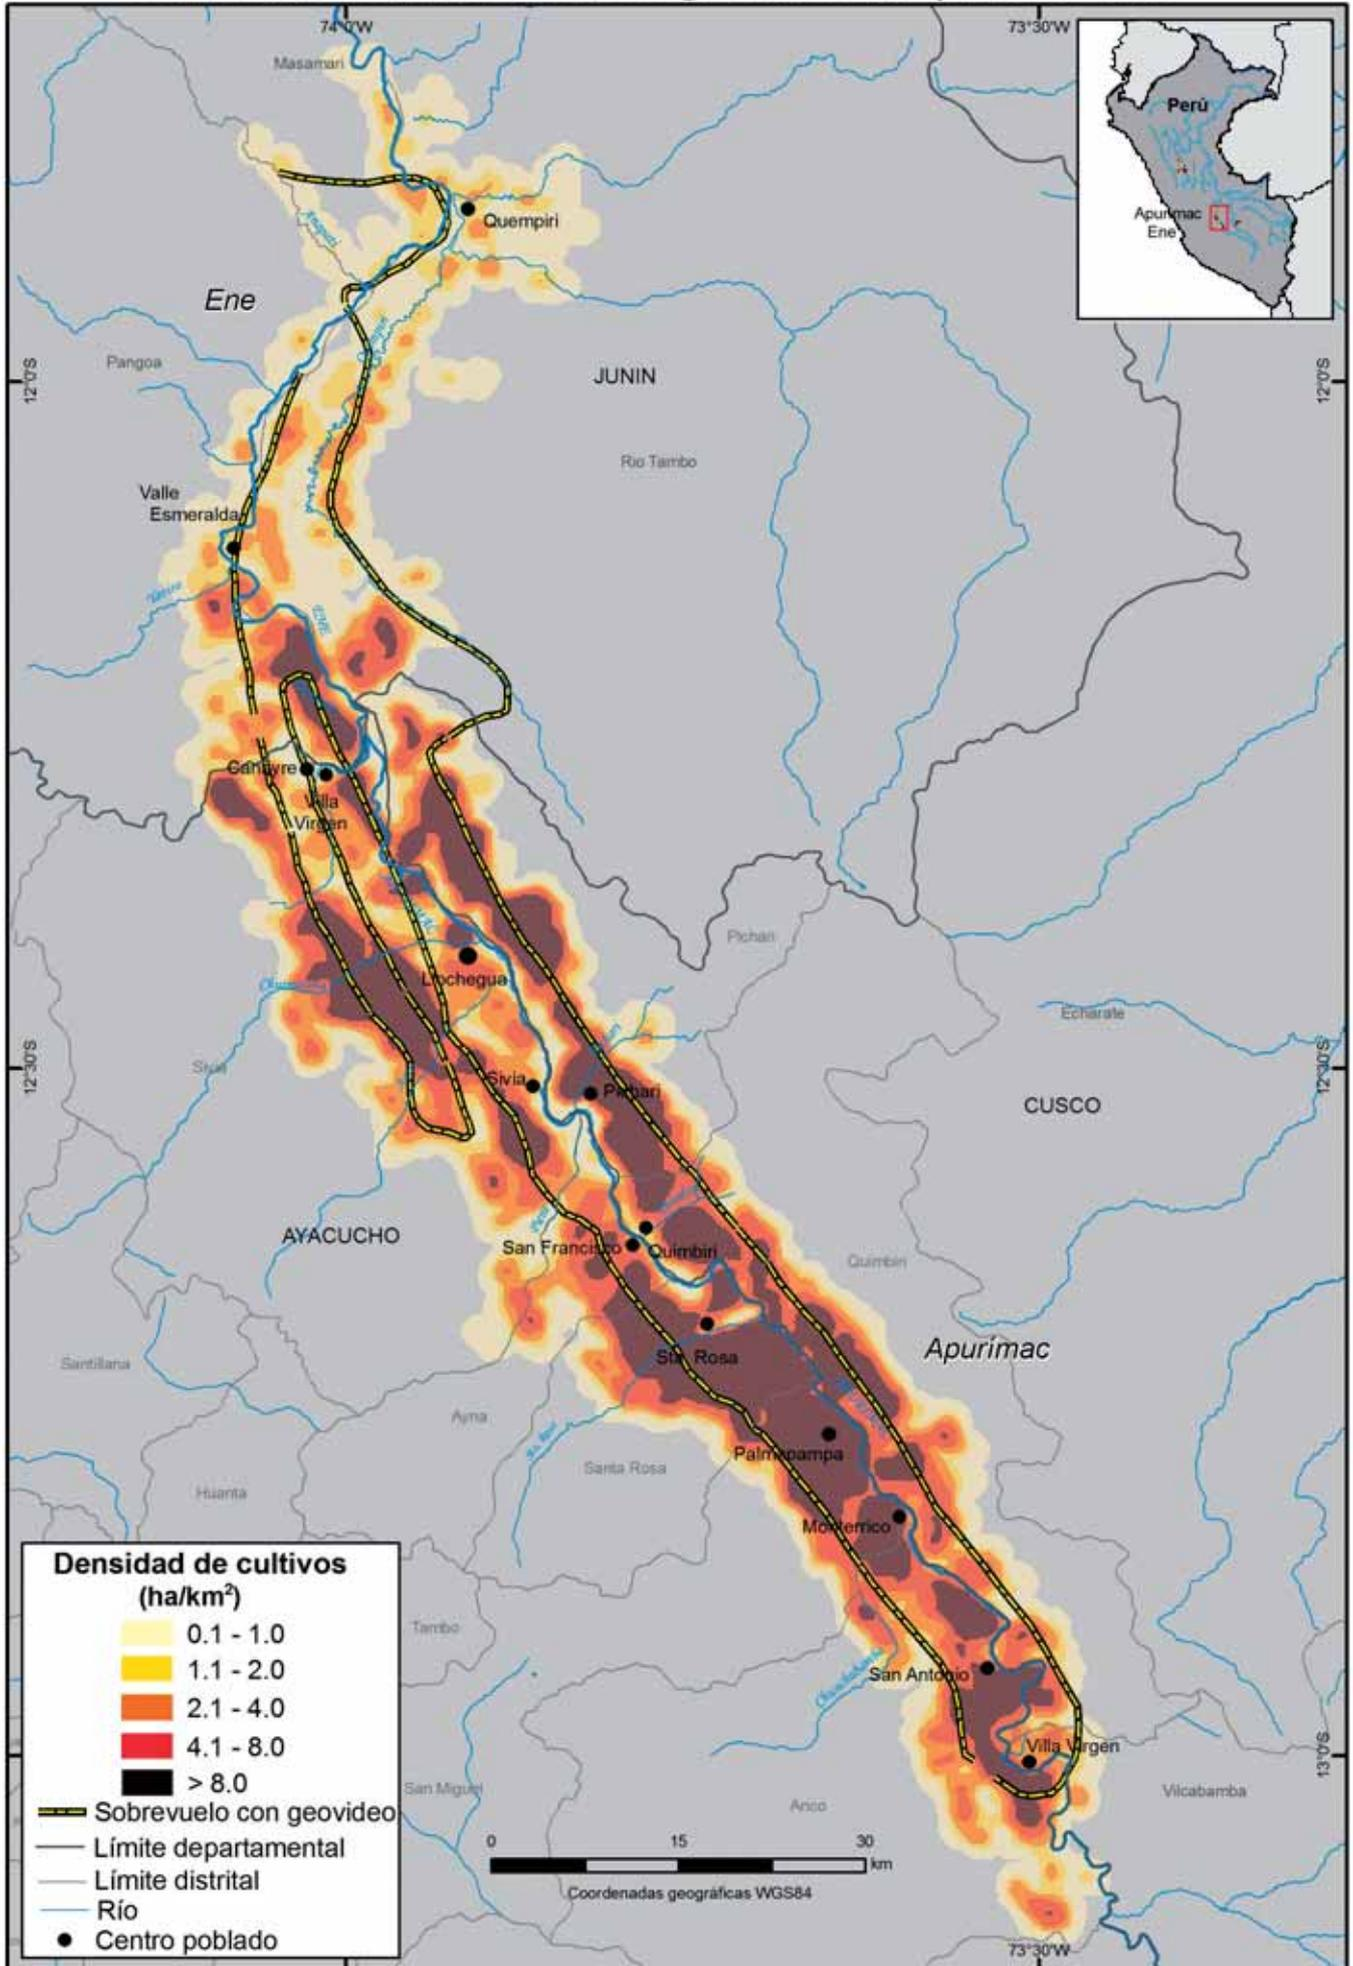 74°0'W
73°30'W
Masamari
Perú
Apurimac
Ene
Quempiri
Anapati
Ene
Pangoa
JUNIN
12°0'S
12°0'S
Rio Tambo
Valle
Esmeralda
ENE
Canayre
Villa
Virgen
Pichari
Llochegua
Echarate
12°30'S
12°30'S
Sivia
Sivia
Pichari
CUSCO
AYACUCHO
San Francisco
Quimbiri
Quimbiri
Sta. Rosa
Apurímac
Santillana
Ayna
Palmapampa
Santa Rosa
Huanta
Monterrico
Densidad de cultivos
(ha/km²)
0.1 - 1.0
1.1 - 2.0
2.1 - 4.0
4.1 - 8.0
> 8.0
Sobrevuelo con geovideo
Límite departamental
Límite distrital
Río
Centro poblado
Tambo
San Antonio
Villa Virgen
13°0'S
San Miguel
Anco
Vilcabamba
0 15 30
km
Coordenadas geográficas WGS84
73°30'W